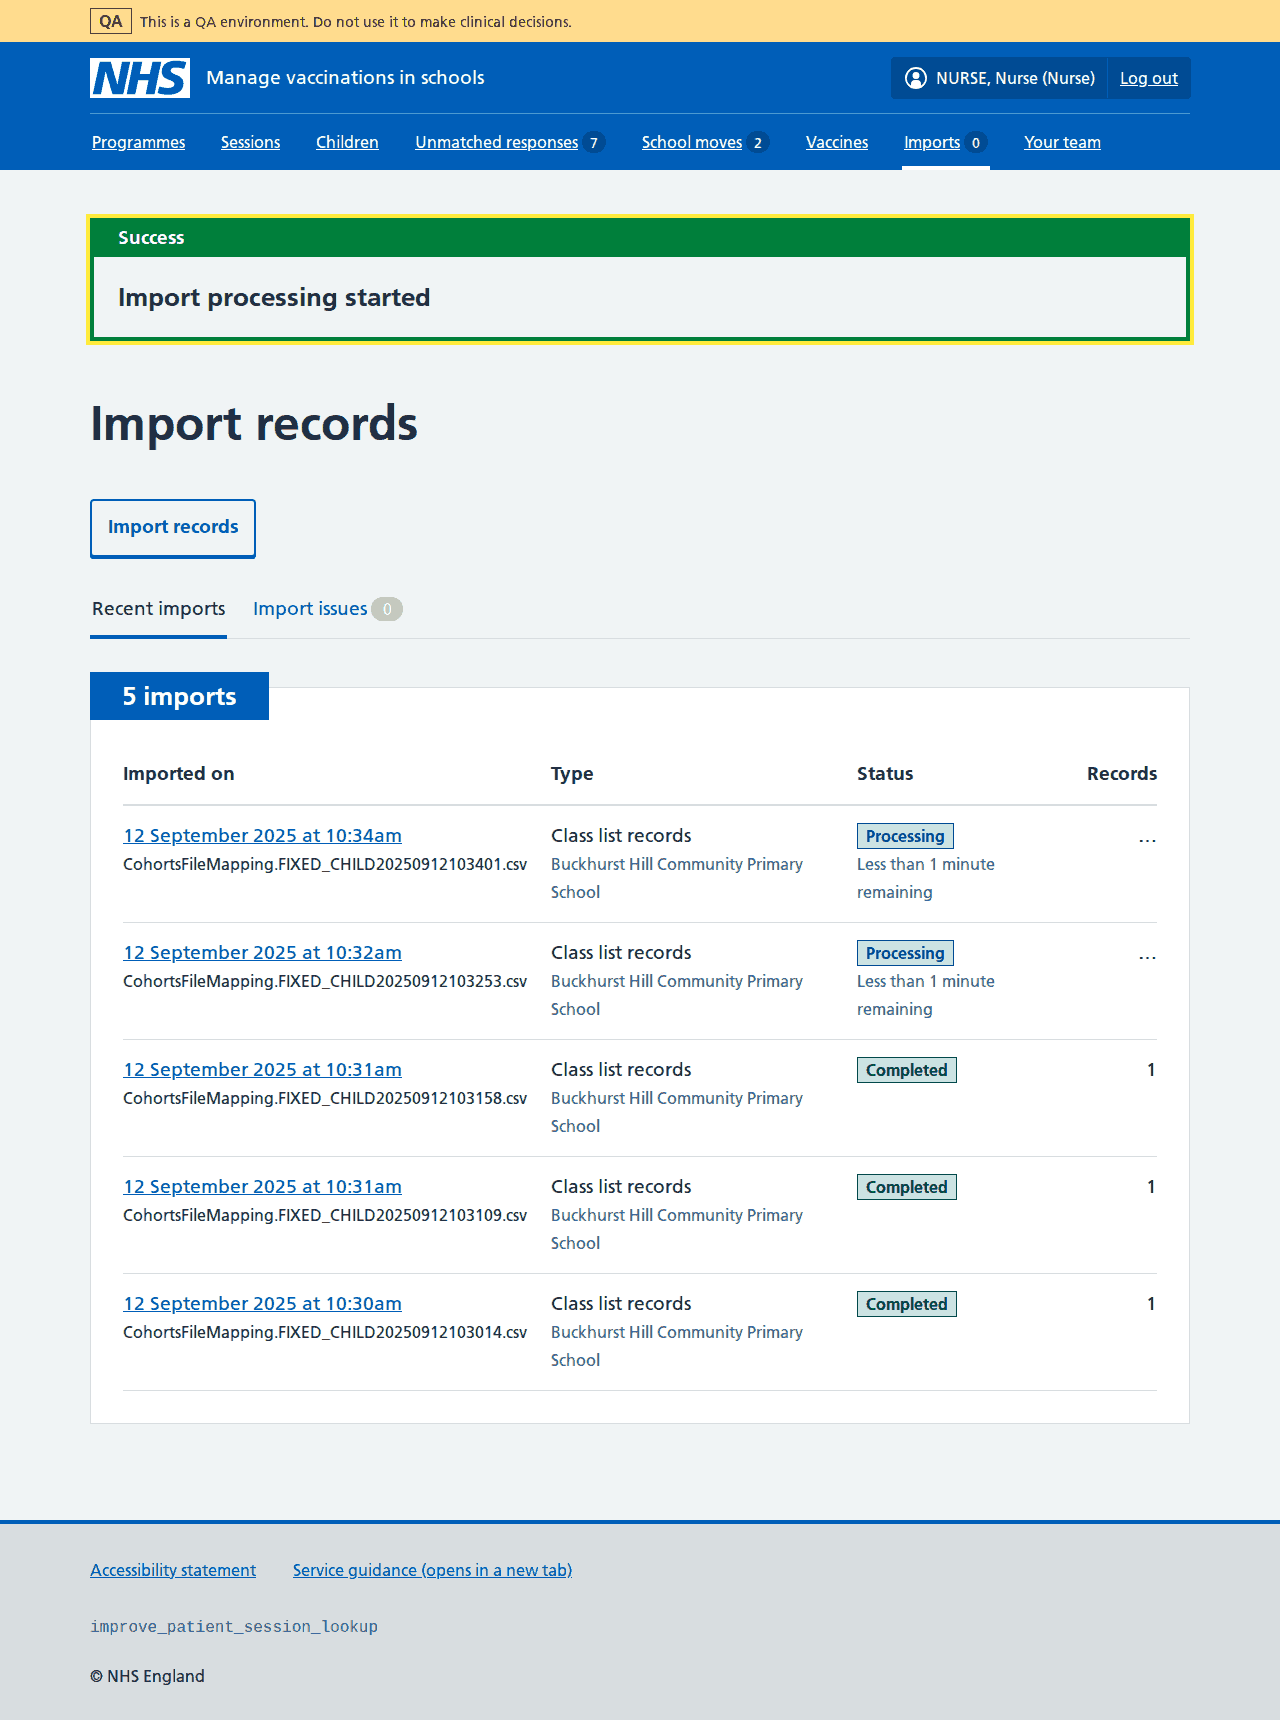 QA This is a QA environment. Do not use it to make clinical decisions.
NHS Manage vaccinations in schools NURSE, Nurse (Nurse) Log out
Programmes Sessions Children Unmatched responses 7 School moves 2 Vaccines Imports 0 Your team
Success
Import processing started
Import records
Import records
Recent imports Import issues 0
5 imports
Imported on Type Status Records
12 September 2025 at 10:34am Class list records Processing ...
CohortsFileMapping.FIXED_CHILD20250912103401.csv Buckhurst Hill Community Primary Less than 1 minute
School remaining
12 September 2025 at 10:32am Class list records Processing ...
CohortsFileMapping.FIXED_CHILD20250912103253.csv Buckhurst Hill Community Primary Less than 1 minute
School remaining
12 September 2025 at 10:31am Class list records Completed 1
CohortsFileMapping.FIXED_CHILD20250912103158.csv Buckhurst Hill Community Primary
School
12 September 2025 at 10:31am Class list records Completed 1
CohortsFileMapping.FIXED_CHILD20250912103109.csv Buckhurst Hill Community Primary
School
12 September 2025 at 10:30am Class list records Completed 1
CohortsFileMapping.FIXED_CHILD20250912103014.csv Buckhurst Hill Community Primary
School
Accessibility statement Service guidance (opens in a new tab)
improve_patient_session_lookup
© NHS England